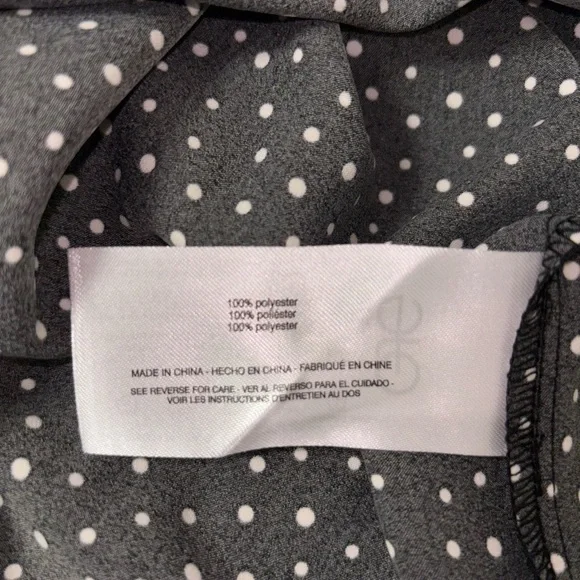 100% polyester
100% poliéster
100% polyester
MADE IN CHINA - HECHO EN CHINA - FABRIQUÉ EN CHINE
SEE REVERSE FOR CARE - VER AL REVERSO PARA EL CUIDADO -
VOIR LES INSTRUCTIONS D'ENTRETIEN AU DOS